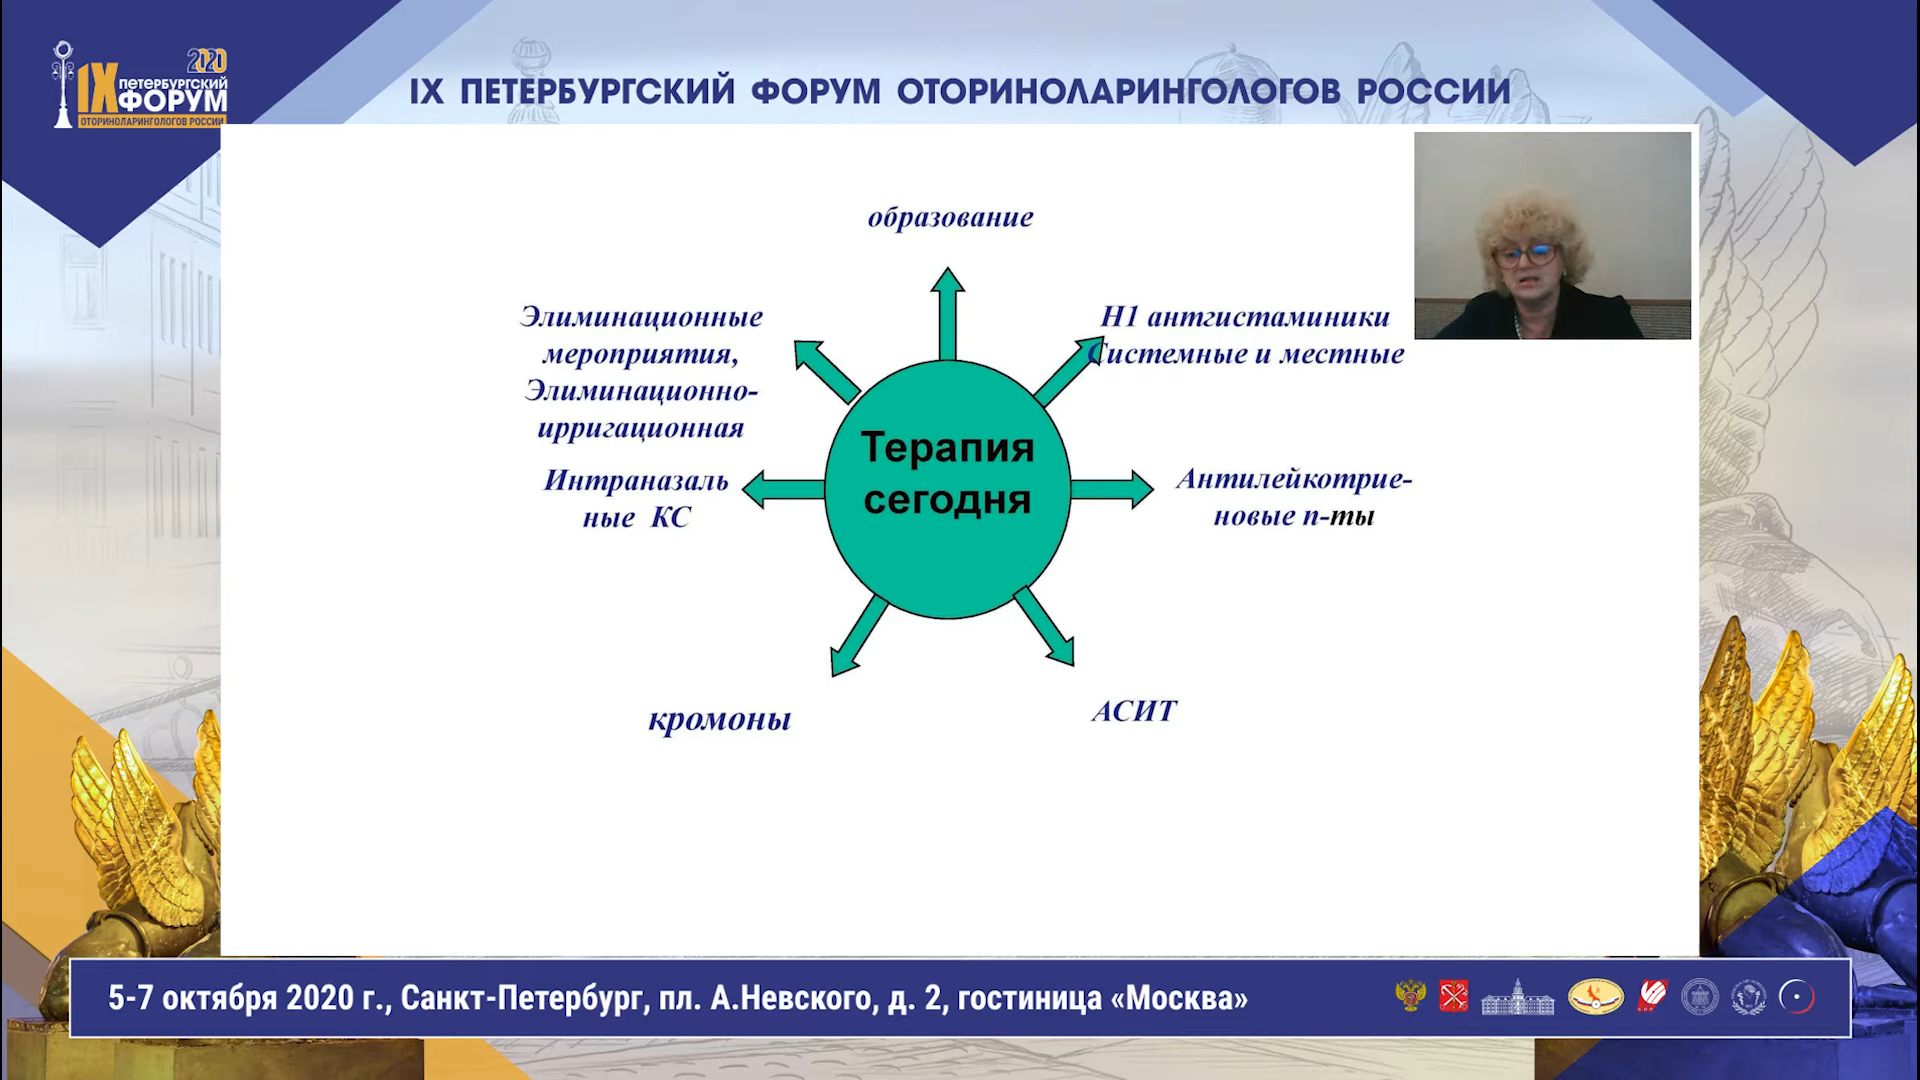 2020
IX ПЕТЕРБУРГСКИЙ
ФОРУМ
ОТОРИНОЛАРИНГОЛОГОВ РОССИИ
IX ПЕТЕРБУРГСКИЙ ФОРУМ ОТОРИНОЛАРИНГОЛОГОВ РОССИИ
образование
Элиминационные
мероприятия,
Элиминационно-
ирригационная
Н1 антгистаминики
Системные и местные
Терапия
сегодня
Интраназаль
ные КС
Антилейкотрие-
новые п-ты
кромоны
АСИТ
5-7 октября 2020 г., Санкт-Петербург, пл. А.Невского, д. 2, гостиница «Москва»